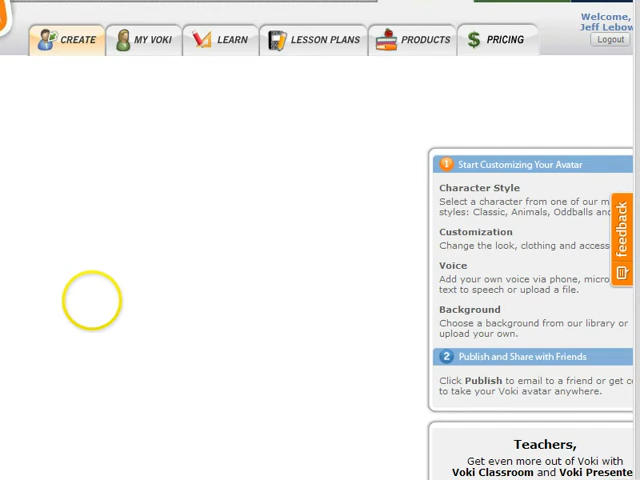 Welcome,
Jeff Lebow
Logout
CREATE
MY VOKI
LEARN
LESSON PLANS
PRODUCTS
$ PRICING
1 Start Customizing Your Avatar
Character Style
Select a character from one of our m
styles: Classic, Animals, Oddballs and
Customization
Change the look, clothing and access
Voice
Add your own voice via phone, micro
text to speech or upload a file.
Background
Choose a background from our library or
upload your own.
2 Publish and Share with Friends
Click Publish to email to a friend or get c
to take your Voki avatar anywhere.
feedback
Teachers,
Get even more out of Voki with
Voki Classroom and Voki Presente